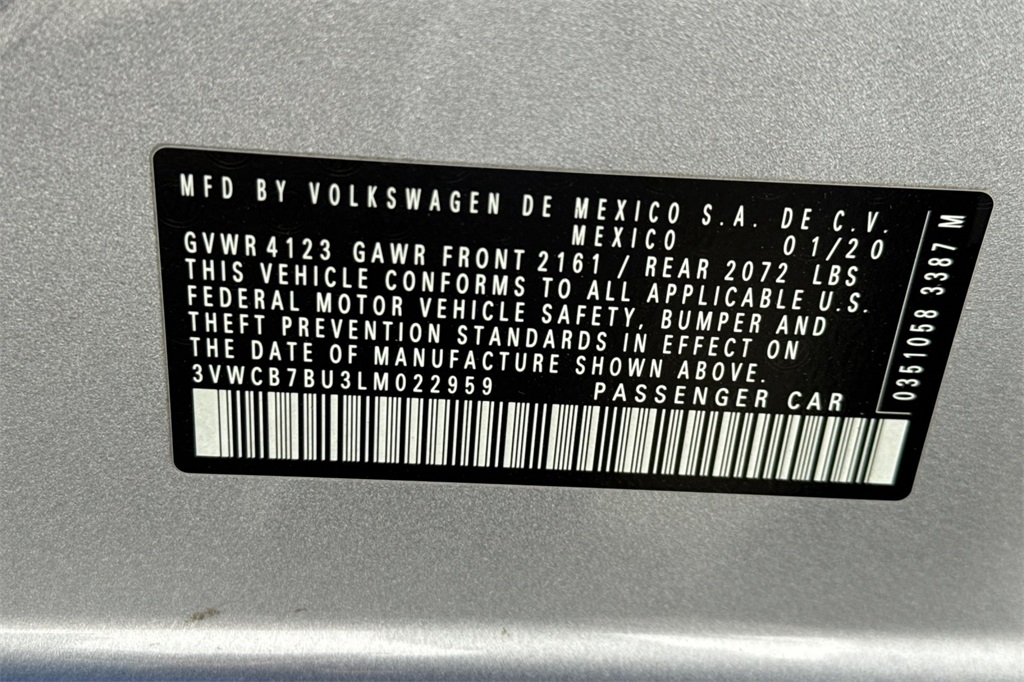 MFD BY VOLKSWAGEN DE MEXICO S.A. DE C.V.
MEXICO 01/20
GVWR 4123 GAWR FRONT 2161 / REAR 2072 LBS
THIS VEHICLE CONFORMS TO ALL APPLICABLE U.S.
FEDERAL MOTOR VEHICLE SAFETY, BUMPER AND
THEFT PREVENTION STANDARDS IN EFFECT ON
THE DATE OF MANUFACTURE SHOWN ABOVE.
3VWCB7BU3LM022959 PASSENGER CAR
0351058 3387 M